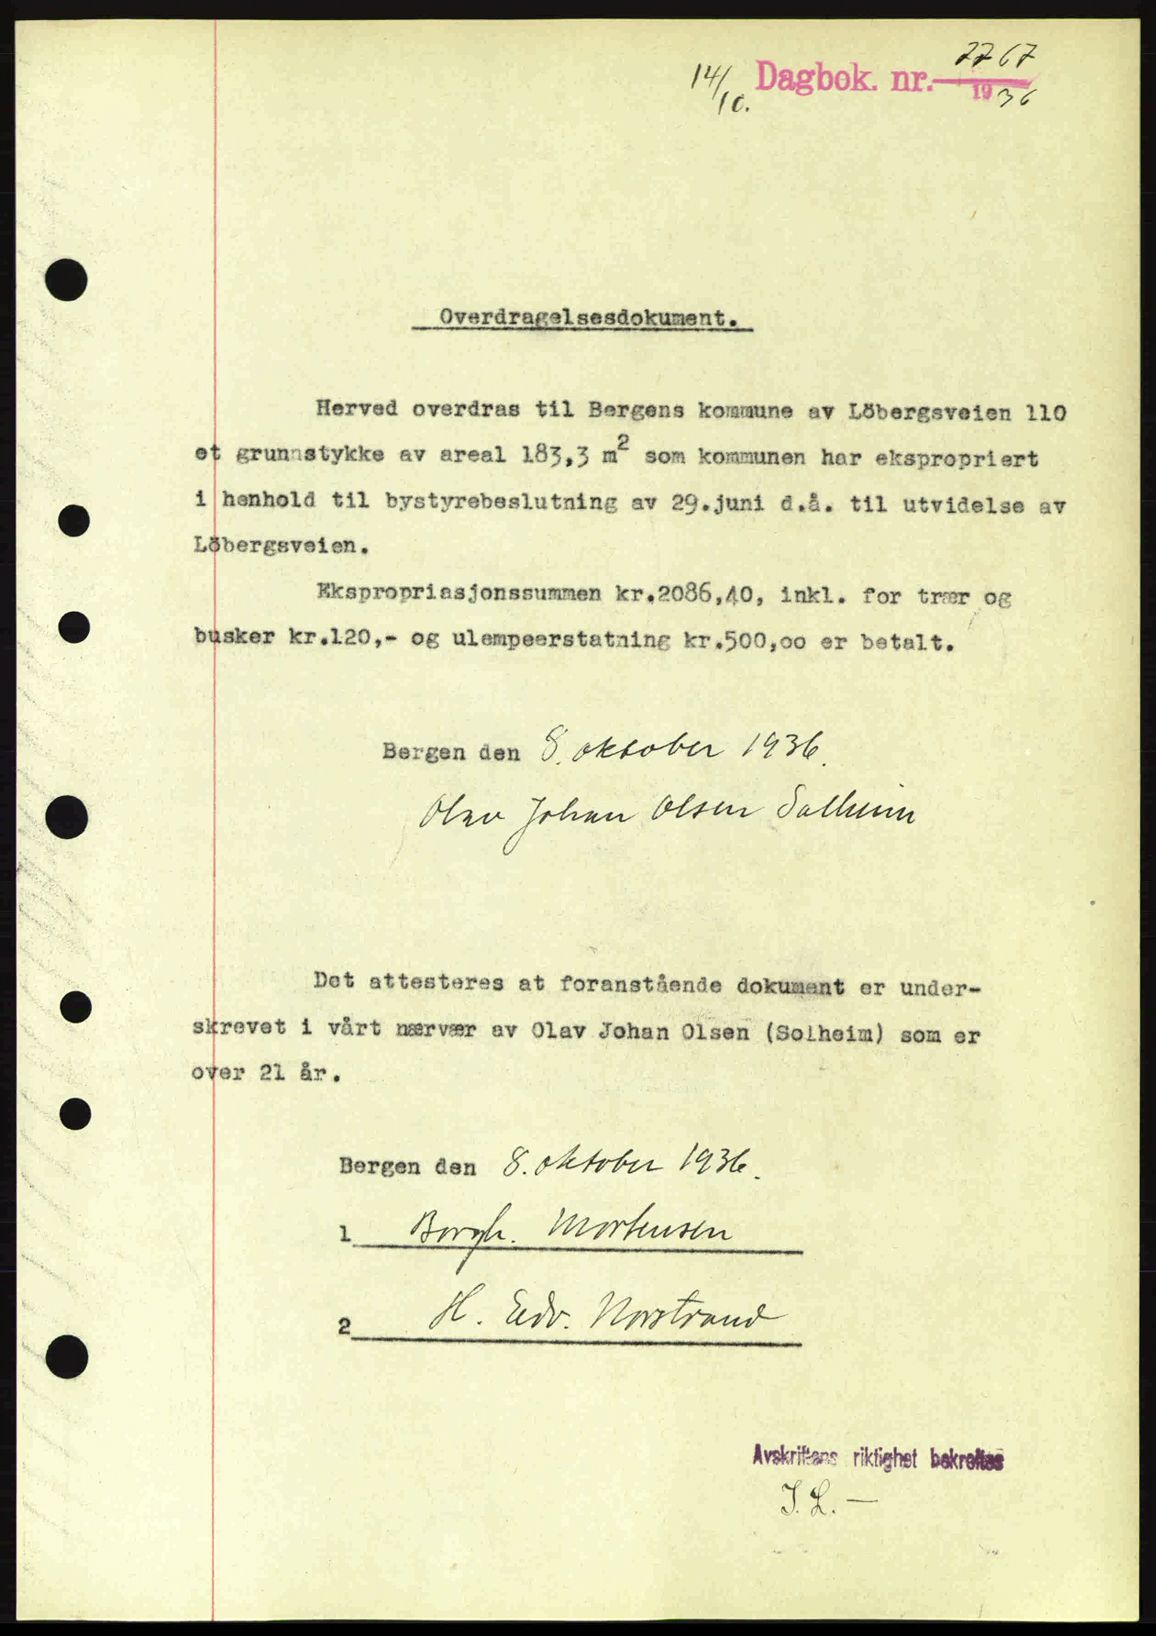 14/10. Dagbok. nr. 2767
1936
Overdragelsesdokument.
Herved overdras til Bergens kommune av Löbergsveien 110
et grunnstykke av areal 183,3 m² som kommunen har ekspropriert
i henhold til bystyrebeslutning av 29.juni d.å. til utvidelse av
Löbergsveien.
Ekspropriasjonssummen kr.2086,40, inkl. for trær og
busker kr.120,- og ulempeerstatning kr.500,oo er betalt.
Bergen den 8. oktober 1936.
Olav Johan Olsen Solheim
Det attesteres at foranstående dokument er under-
skrevet i vårt nærvær av Olav Johan Olsen (Solheim) som er
over 21 år.
Bergen den 8. oktober 1936.
1 Borgh. Mortensen
2 H. Edv. Norstrand
Avskriftens riktighet bekreftes
I. L. —